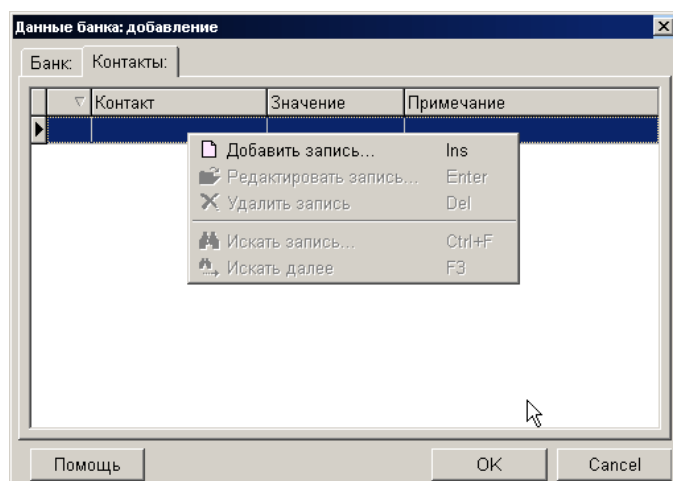 Данные банка: добавление
Банк: Контакты:
Контакт Значение Примечание
Добавить запись... Ins
Редактировать запись... Enter
Удалить запись Del
Искать запись... Ctrl+F
Искать далее F3
Помощь OK Cancel